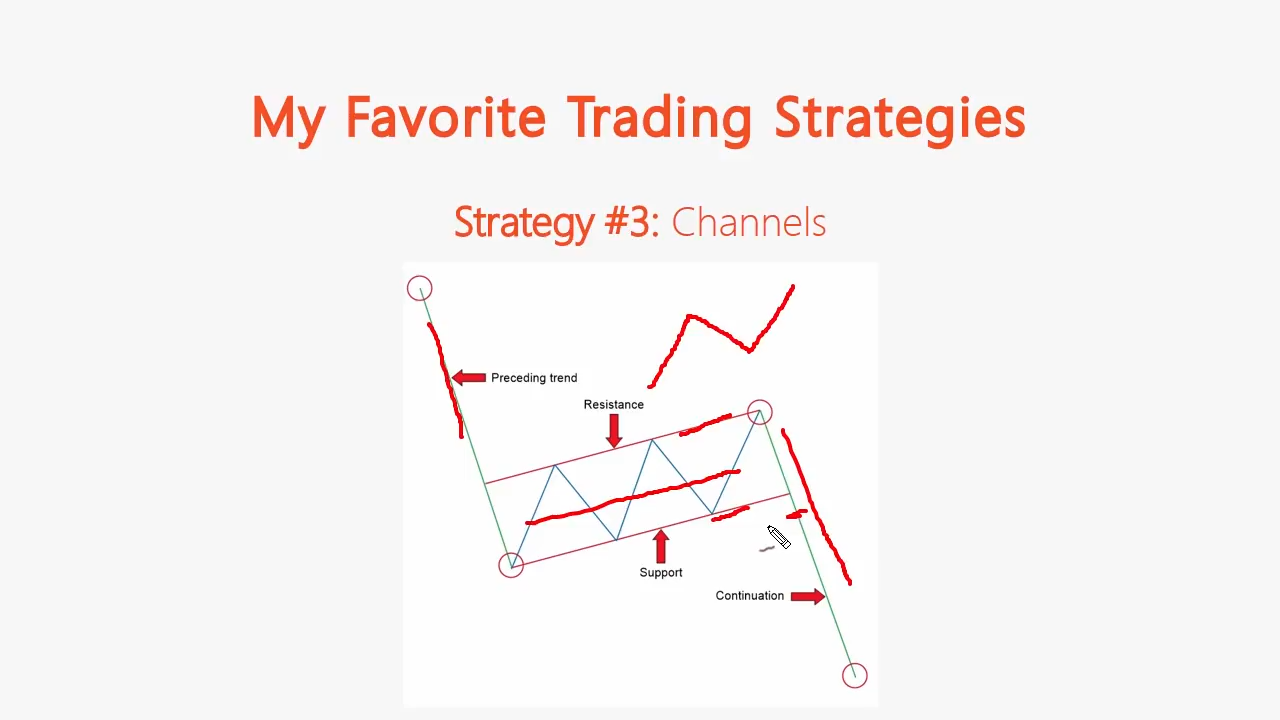 My Favorite Trading Strategies
Strategy #3: Channels
Preceding trend
Resistance
Support
Continuation